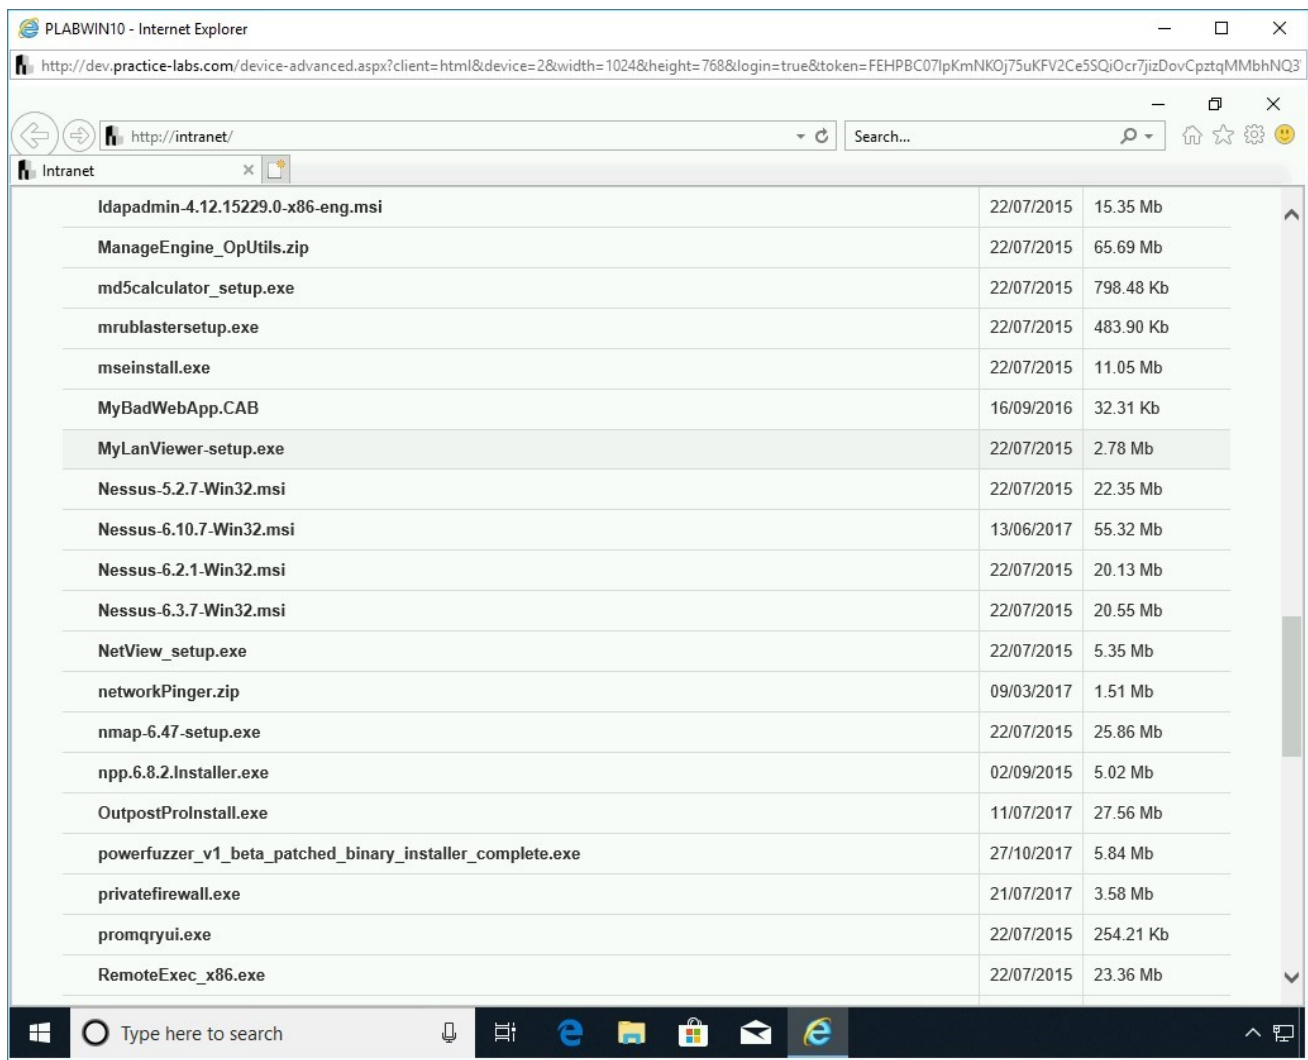 PLABWIN10 - Internet Explorer
http://dev.practice-labs.com/device-advanced.aspx?client=html&device=2&width=1024&height=768&login=true&token=FEHPBC07IpKmNKOj75uKFV2Ce5SQiOcr7jizDovCpztqMMbhNQ3
http://intranet/
Search...
Intranet
ldapadmin-4.12.15229.0-x86-eng.msi 22/07/2015 15.35 Mb
ManageEngine_OpUtils.zip 22/07/2015 65.69 Mb
md5calculator_setup.exe 22/07/2015 798.48 Kb
mrublastersetup.exe 22/07/2015 483.90 Kb
mseinstall.exe 22/07/2015 11.05 Mb
MyBadWebApp.CAB 16/09/2016 32.31 Kb
MyLanViewer-setup.exe 22/07/2015 2.78 Mb
Nessus-5.2.7-Win32.msi 22/07/2015 22.35 Mb
Nessus-6.10.7-Win32.msi 13/06/2017 55.32 Mb
Nessus-6.2.1-Win32.msi 22/07/2015 20.13 Mb
Nessus-6.3.7-Win32.msi 22/07/2015 20.55 Mb
NetView_setup.exe 22/07/2015 5.35 Mb
networkPinger.zip 09/03/2017 1.51 Mb
nmap-6.47-setup.exe 22/07/2015 25.86 Mb
npp.6.8.2.Installer.exe 02/09/2015 5.02 Mb
OutpostProInstall.exe 11/07/2017 27.56 Mb
powerfuzzer_v1_beta_patched_binary_installer_complete.exe 27/10/2017 5.84 Mb
privatefirewall.exe 21/07/2017 3.58 Mb
promqryui.exe 22/07/2015 254.21 Kb
RemoteExec_x86.exe 22/07/2015 23.36 Mb
Type here to search